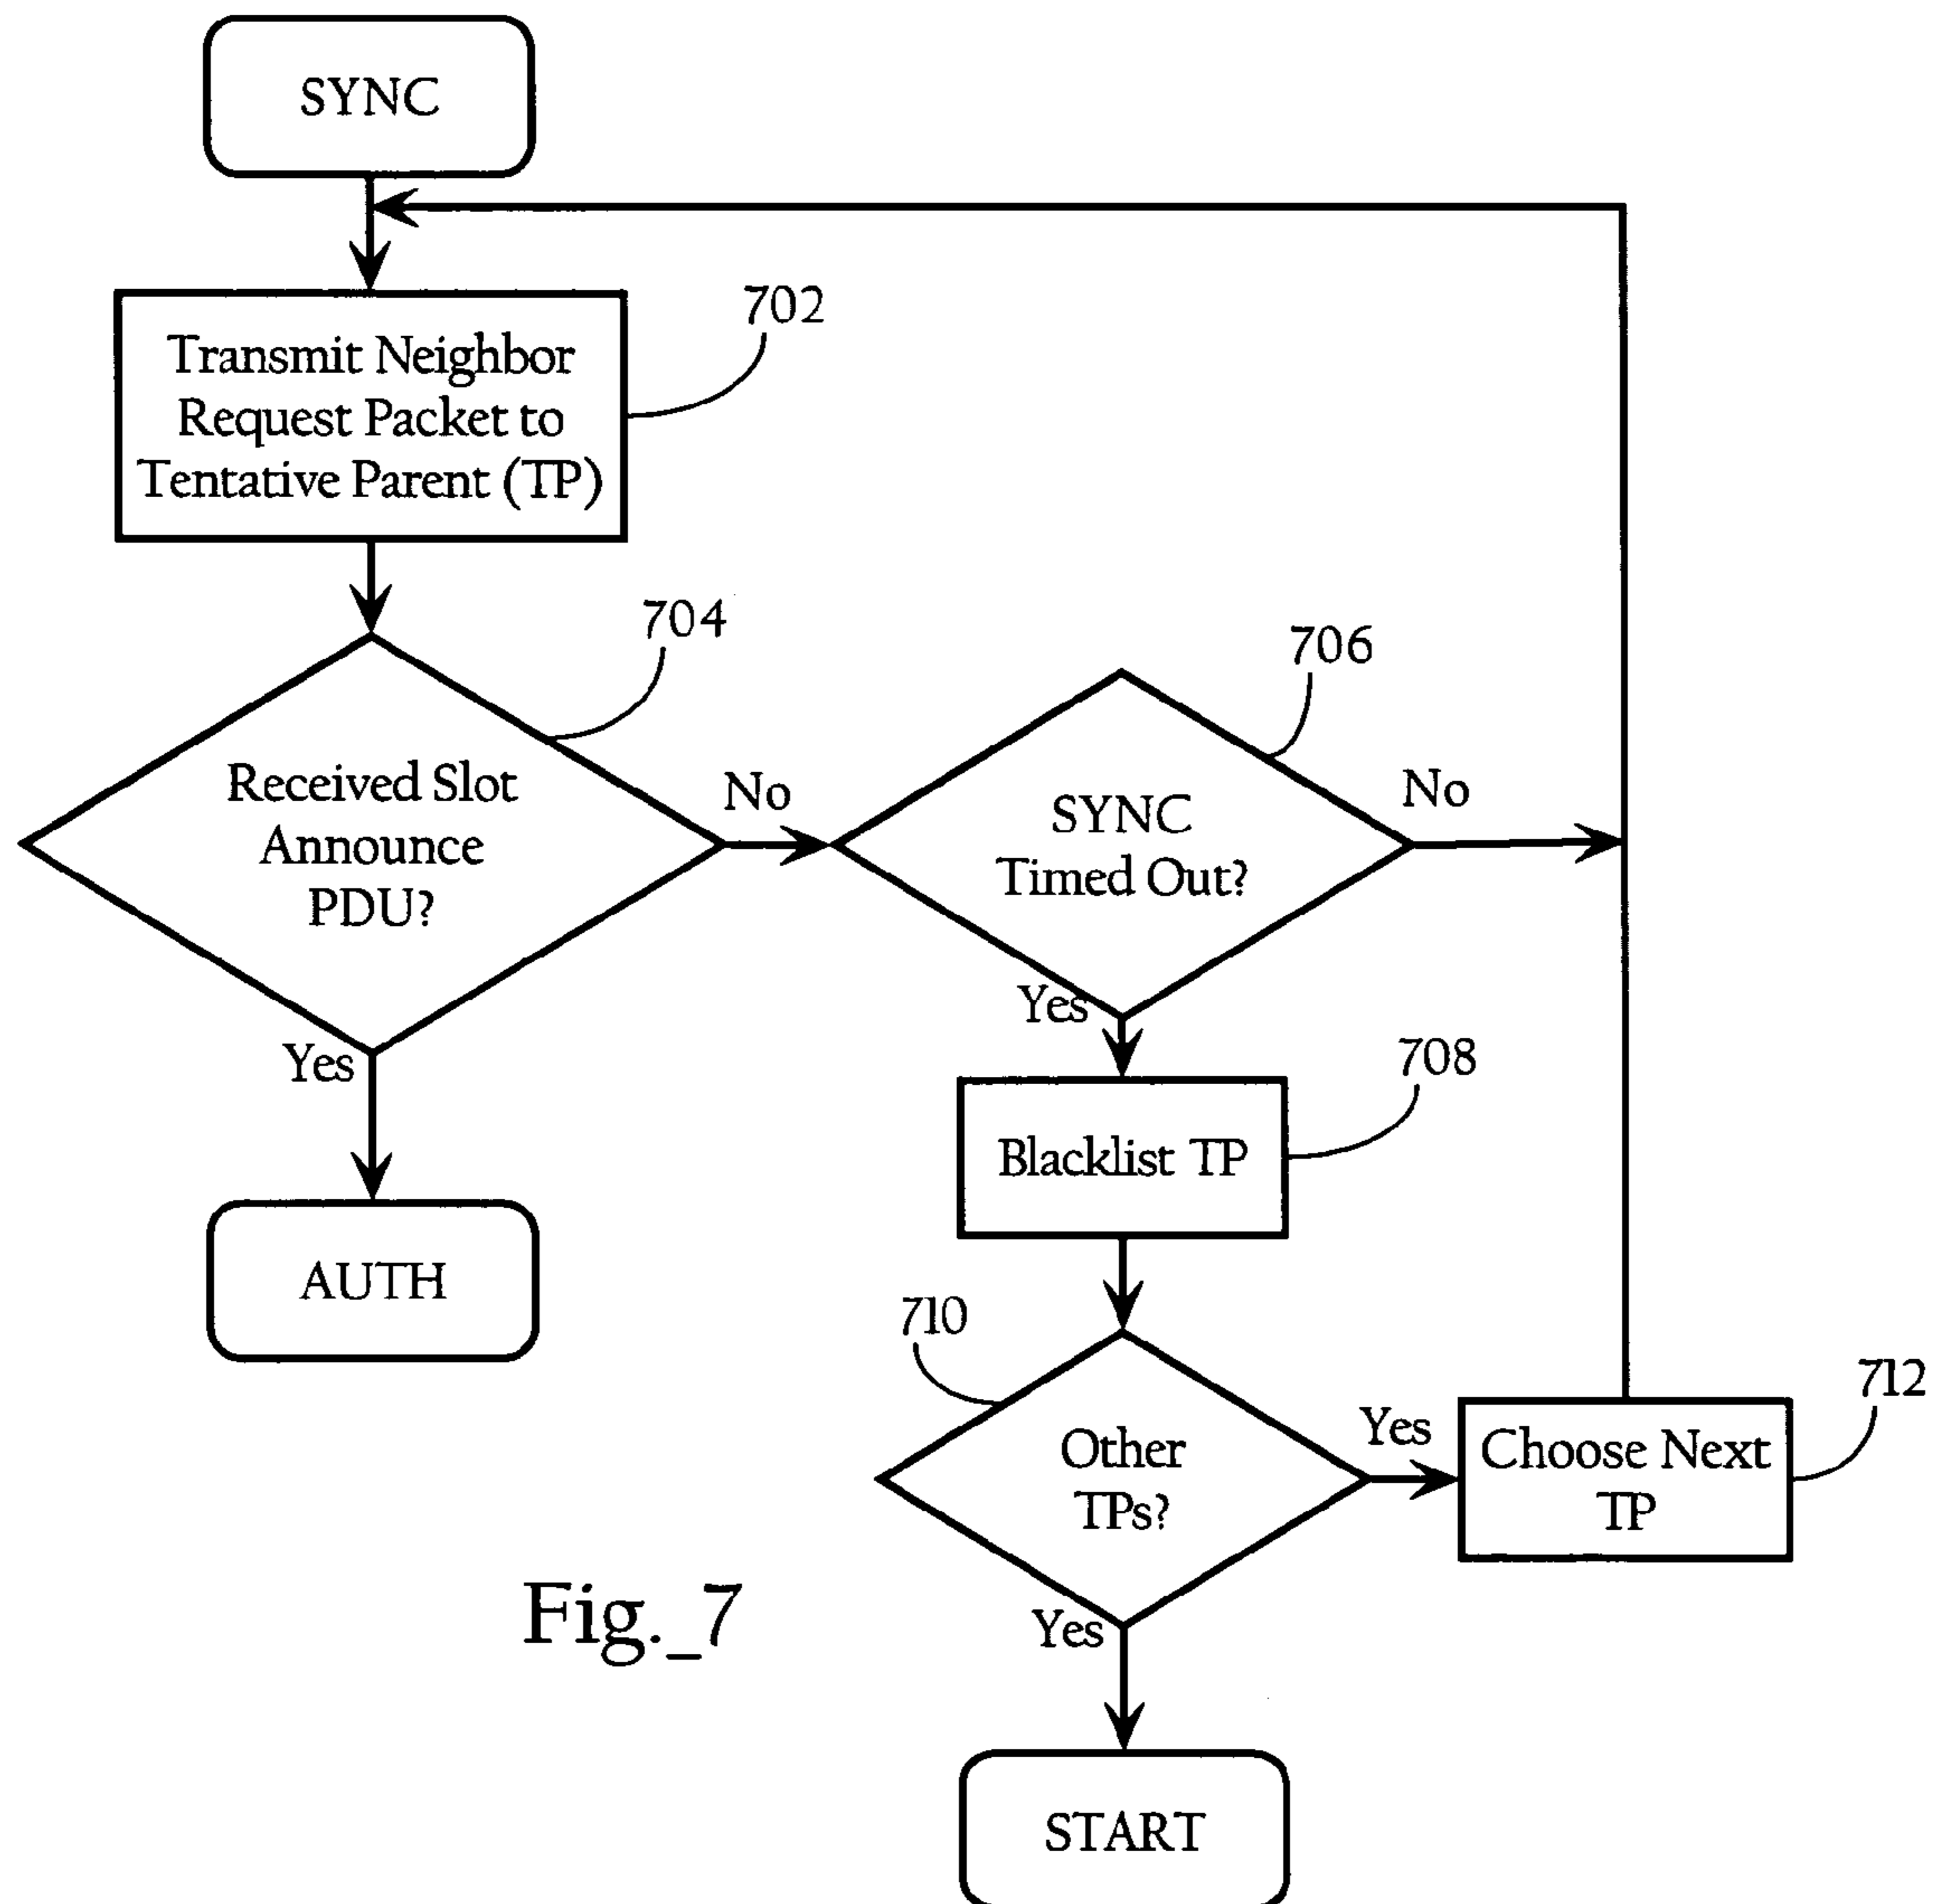 SYNC
702
Transmit Neighbor
Request Packet to
Tentative Parent (TP)
704
706
Received Slot
Announce
PDU?
No
SYNC
Timed Out?
No
Yes
Yes
708
Blacklist TP
AUTH
710
712
Other
TPs?
Yes
Choose Next
TP
Yes
Fig._7
START